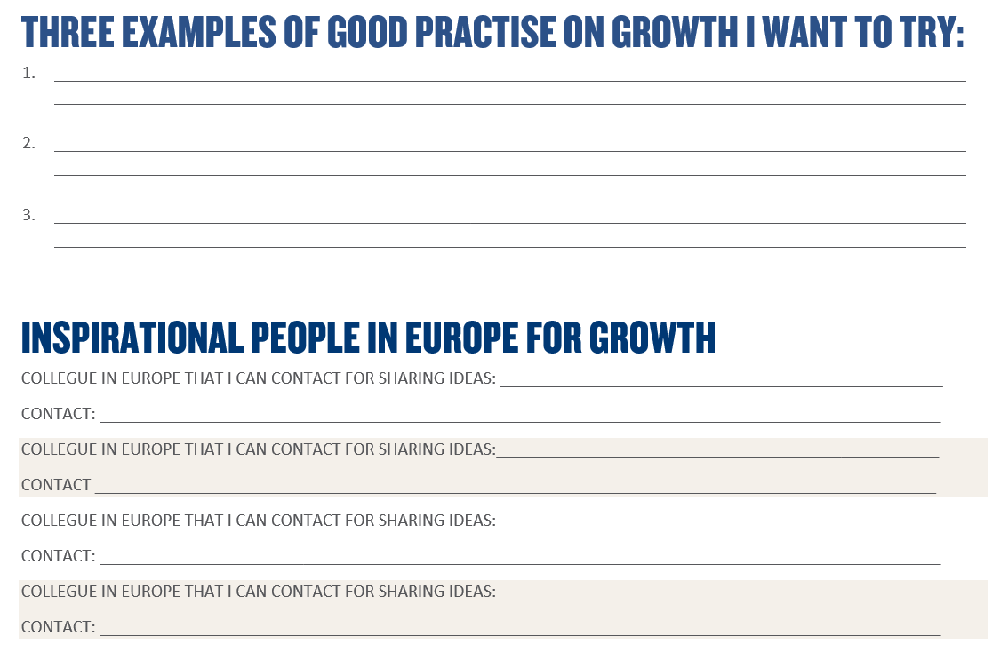 THREE EXAMPLES OF GOOD PRACTISE ON GROWTH I WANT TO TRY:
1.
2.
3.
INSPIRATIONAL PEOPLE IN EUROPE FOR GROWTH
COLLEGUE IN EUROPE THAT I CAN CONTACT FOR SHARING IDEAS:
CONTACT:
COLLEGUE IN EUROPE THAT I CAN CONTACT FOR SHARING IDEAS:
CONTACT
COLLEGUE IN EUROPE THAT I CAN CONTACT FOR SHARING IDEAS:
CONTACT:
COLLEGUE IN EUROPE THAT I CAN CONTACT FOR SHARING IDEAS:
CONTACT: